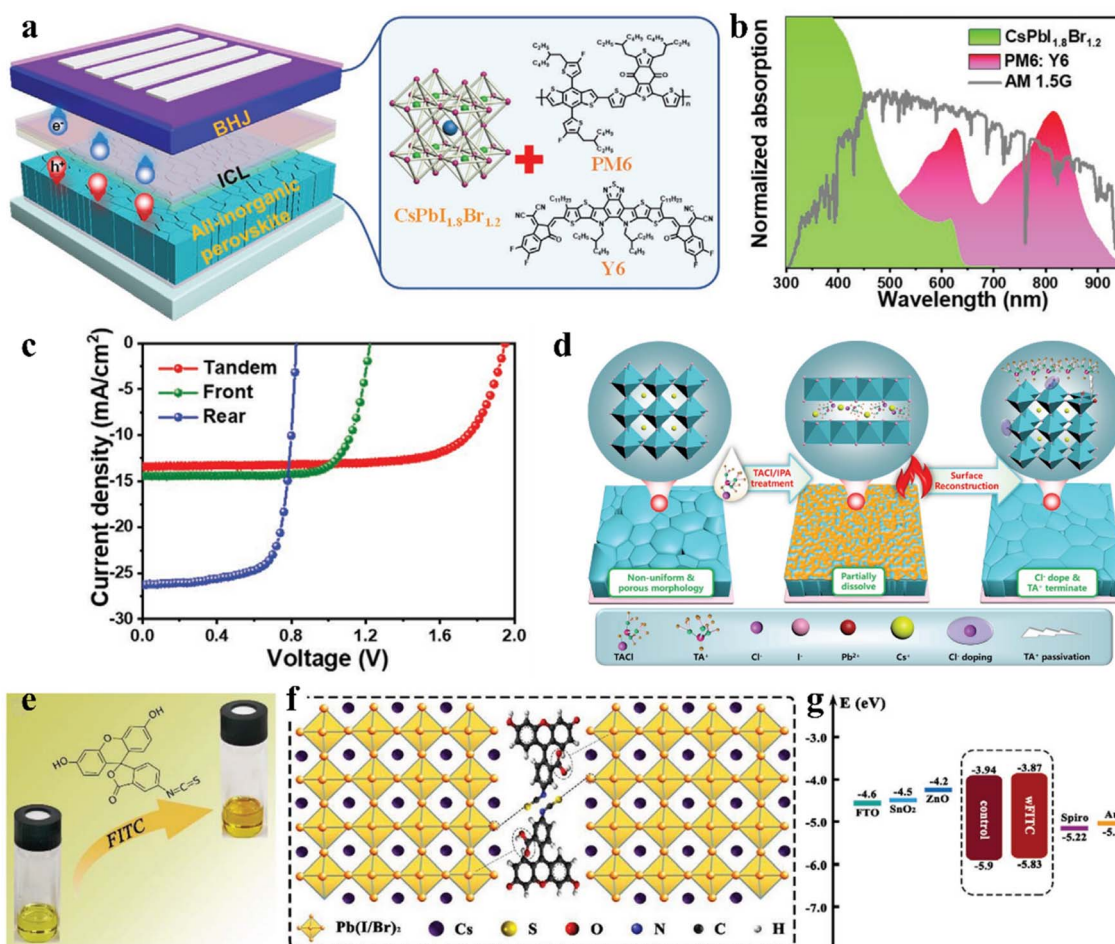 a
BHJ
e⁻
h⁺
ICL
All-inorganic
perovskite
CsPbI₁.₈Br₁.₂
PM6
Y6
b
Normalized absorption
CsPbI₁.₈Br₁.₂
PM6: Y6
AM 1.5G
300 400 500 600 700 800 900
Wavelength (nm)
c
Current density (mA/cm²)
0
-5
-10
-15
-20
-25
-30
Tandem
Front
Rear
0.0 0.4 0.8 1.2 1.6 2.0
Voltage (V)
d
TACl/IPA
treatment
Surface
Reconstruction
Non-uniform &
porous morphology
Partially
dissolve
Cl⁻ dope &
TA⁺ terminate
TACl TA⁺ Cl⁻ I⁻ Pb²⁺ Cs⁺ Cl⁻ doping TA⁺ passivation
e
OH
HO
O
O
O
N=C=S
FITC
f
Pb(I/Br)₂ Cs S O N C H
g
E (eV)
-3.0
-4.0
-5.0
-6.0
-7.0
-4.6
FTO
-4.5
SnO₂
-4.2
ZnO
-3.94
control
-5.9
-3.87
wFITC
-5.83
Spiro
-5.22